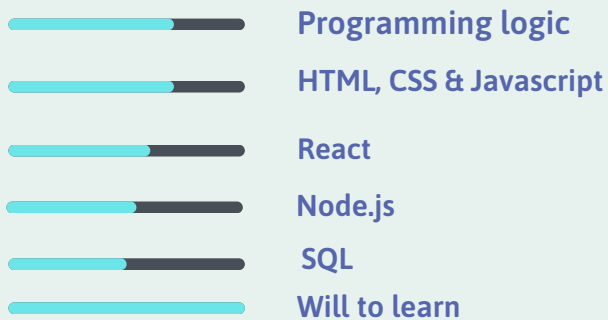 Programming logic
HTML, CSS & Javascript
React
Node.js
SQL
Will to learn